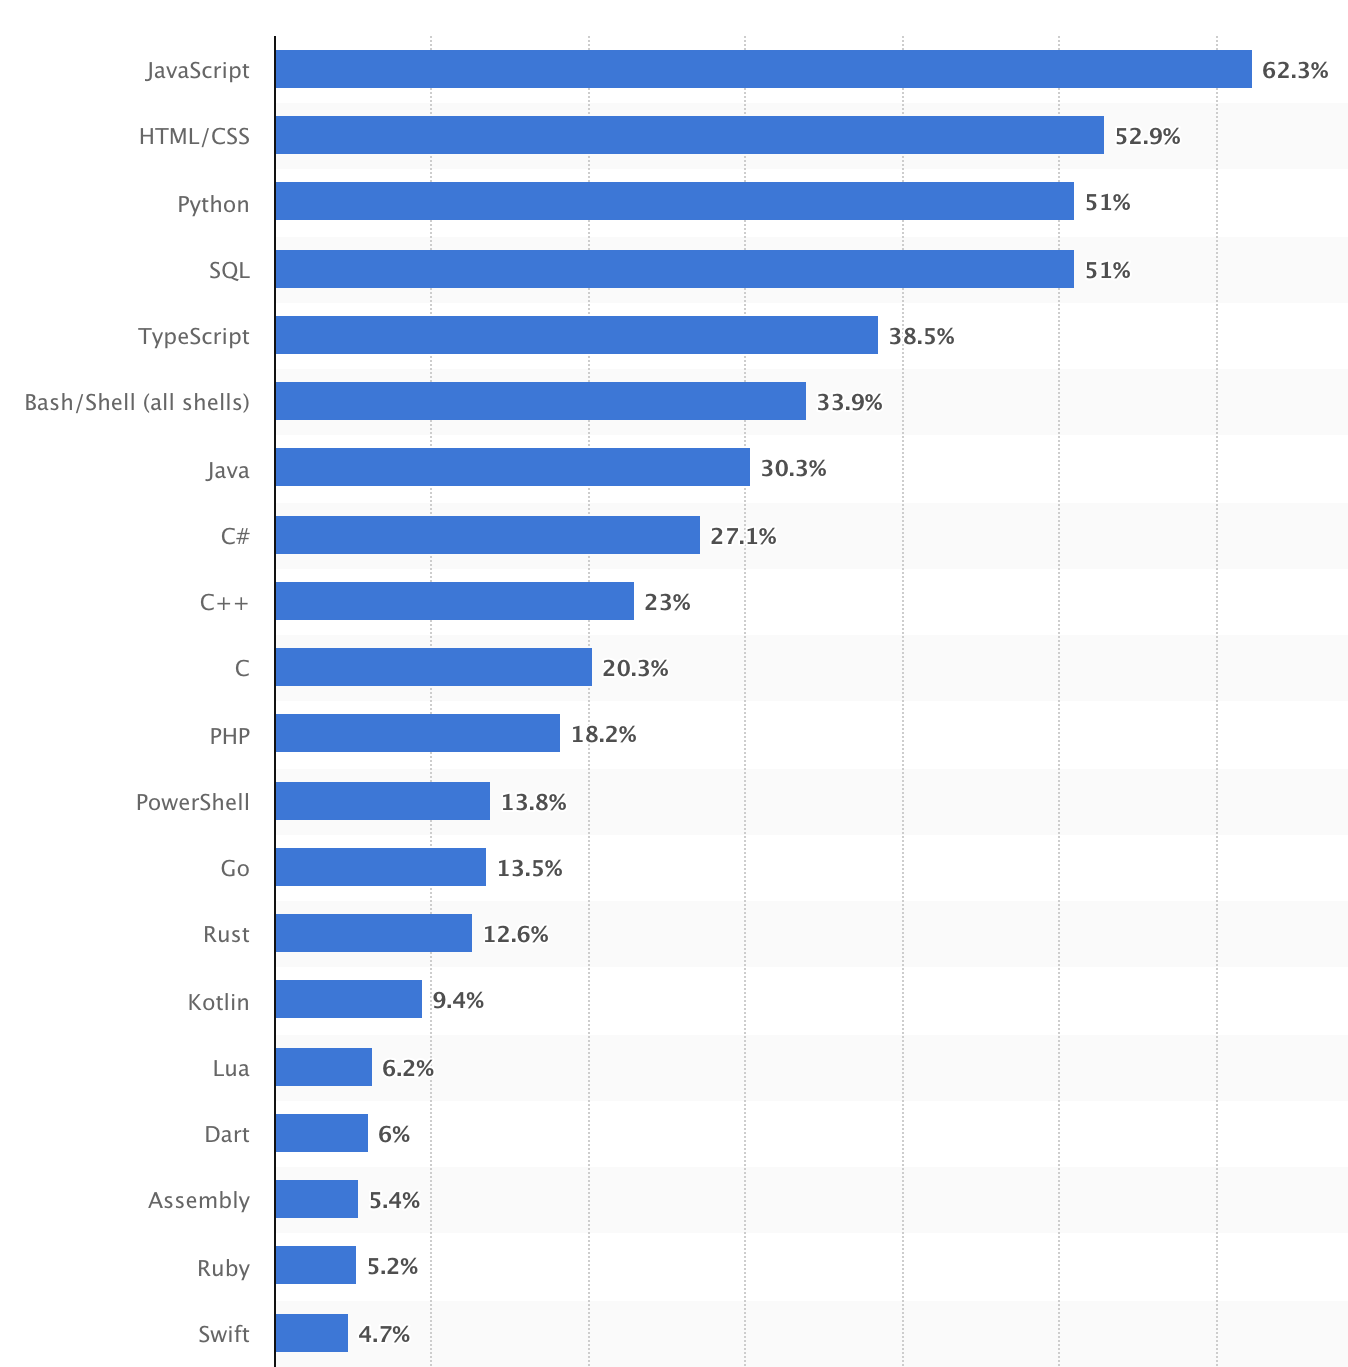 JavaScript 62.3%
HTML/CSS 52.9%
Python 51%
SQL 51%
TypeScript 38.5%
Bash/Shell (all shells) 33.9%
Java 30.3%
C# 27.1%
C++ 23%
C 20.3%
PHP 18.2%
PowerShell 13.8%
Go 13.5%
Rust 12.6%
Kotlin 9.4%
Lua 6.2%
Dart 6%
Assembly 5.4%
Ruby 5.2%
Swift 4.7%